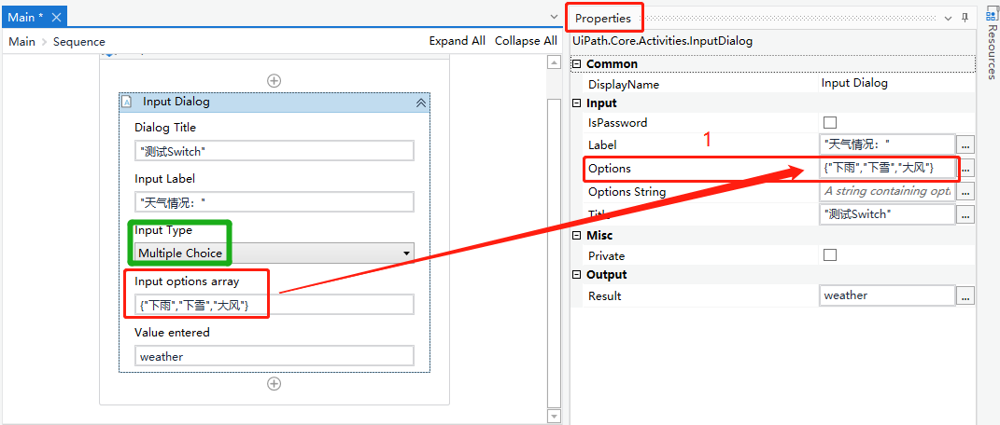 Main *
Main > Sequence
Expand All Collapse All
Input Dialog
Dialog Title
"测试Switch"
Input Label
"天气情况："
Input Type
Multiple Choice
Input options array
{"下雨","下雪","大风"}
Value entered
weather
Properties
UiPath.Core.Activities.InputDialog
Common
DisplayName Input Dialog
Input
IsPassword
1
Label "天气情况："
Options {"下雨","下雪","大风"}
Options String A string containing opti
Title "测试Switch"
Misc
Private
Output
Result weather
Resources